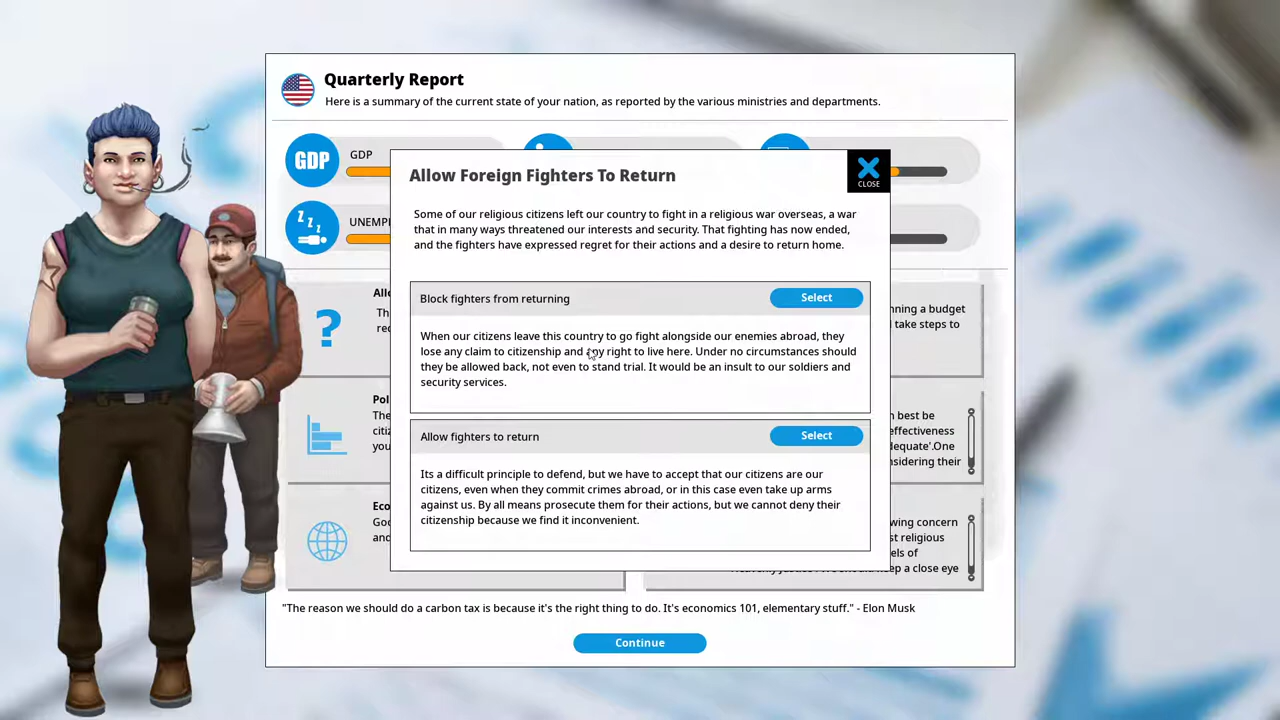 Quarterly Report
Here is a summary of the current state of your nation, as reported by the various ministries and departments.
GDP
GDP
Allow Foreign Fighters To Return
CLOSE
Some of our religious citizens left our country to fight in a religious war overseas, a war
that in many ways threatened our interests and security. That fighting has now ended,
and the fighters have expressed regret for their actions and a desire to return home.
Block fighters from returning
Select
When our citizens leave this country to go fight alongside our enemies abroad, they
lose any claim to citizenship and any right to live here. Under no circumstances should
they be allowed back, not even to stand trial. It would be an insult to our soldiers and
security services.
Allow fighters to return
Select
Its a difficult principle to defend, but we have to accept that our citizens are our
citizens, even when they commit crimes abroad, or in this case even take up arms
against us. By all means prosecute them for their actions, but we cannot deny their
citizenship because we find it inconvenient.
Z Z Z
?
a budget
take steps to
The
best be
effectiveness
you
One
their
concern
religious
and
of
a close eye
"The reason we should do a carbon tax is because it's the right thing to do. It's economics 101, elementary stuff." - Elon Musk
Continue